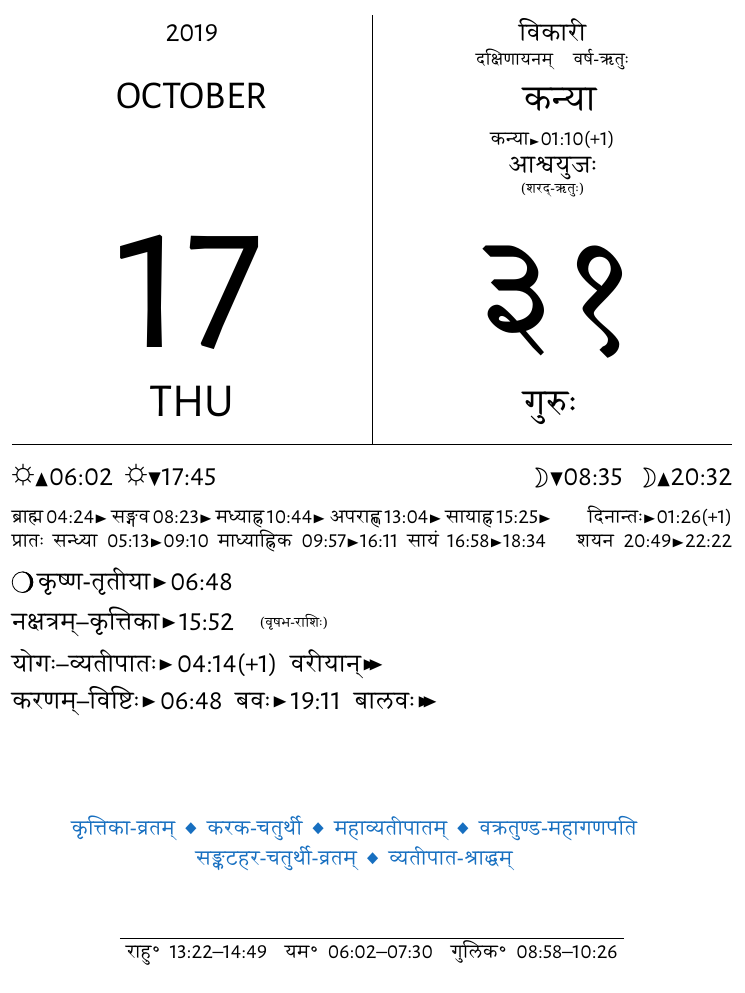 2019
OCTOBER
17
THU
विकारी
दक्षिणायनम् वर्ष-ऋतुः
कन्या
कन्या►01:10(+1)
आश्वयुजः
(शरद्-ऋतुः)
३१
गुरुः
☼▲06:02 ☼▼17:45 ☽▼08:35 ☽▲20:32
ब्राह्म 04:24► सङ्गव 08:23► मध्याह्न 10:44► अपराह्ण 13:04► सायाह्न 15:25► दिनान्तः►01:26(+1)
प्रातः सन्ध्या 05:13►09:10 माध्याह्निक 09:57►16:11 सायं 16:58►18:34 शयन 20:49►22:22
❍कृष्ण-तृतीया►06:48
नक्षत्रम्–कृत्तिका►15:52 (वृषभ-राशिः)
योगः–व्यतीपातः►04:14(+1) वरीयान्►►
करणम्–विष्टिः►06:48 बवः►19:11 बालवः►►
कृत्तिका-व्रतम् ◆ करक-चतुर्थी ◆ महाव्यतीपातम् ◆ वक्रतुण्ड-महागणपति
सङ्कटहर-चतुर्थी-व्रतम् ◆ व्यतीपात-श्राद्धम्
राहु॰ 13:22–14:49 यम॰ 06:02–07:30 गुलिक॰ 08:58–10:26